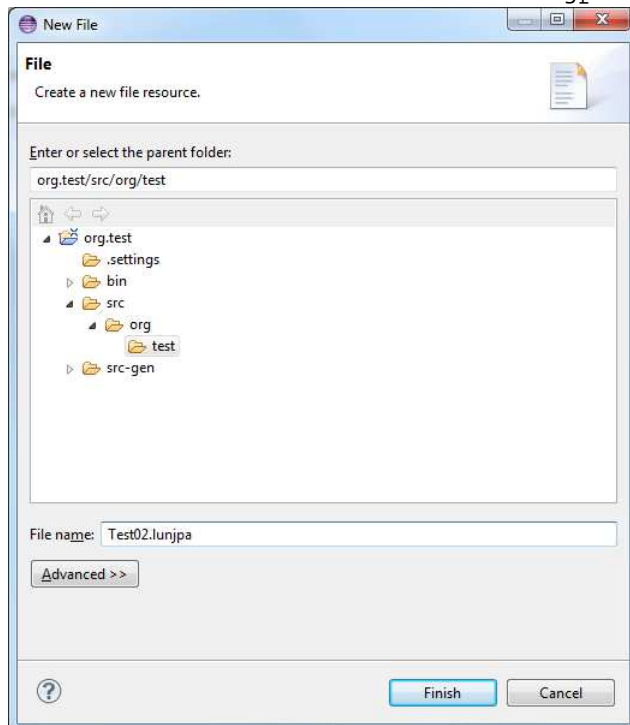 New File
File
Create a new file resource.
Enter or select the parent folder:
org.test/src/org/test
org.test
.settings
bin
src
org
test
src-gen
File name: Test02.lunjpa
Advanced >>
Finish Cancel